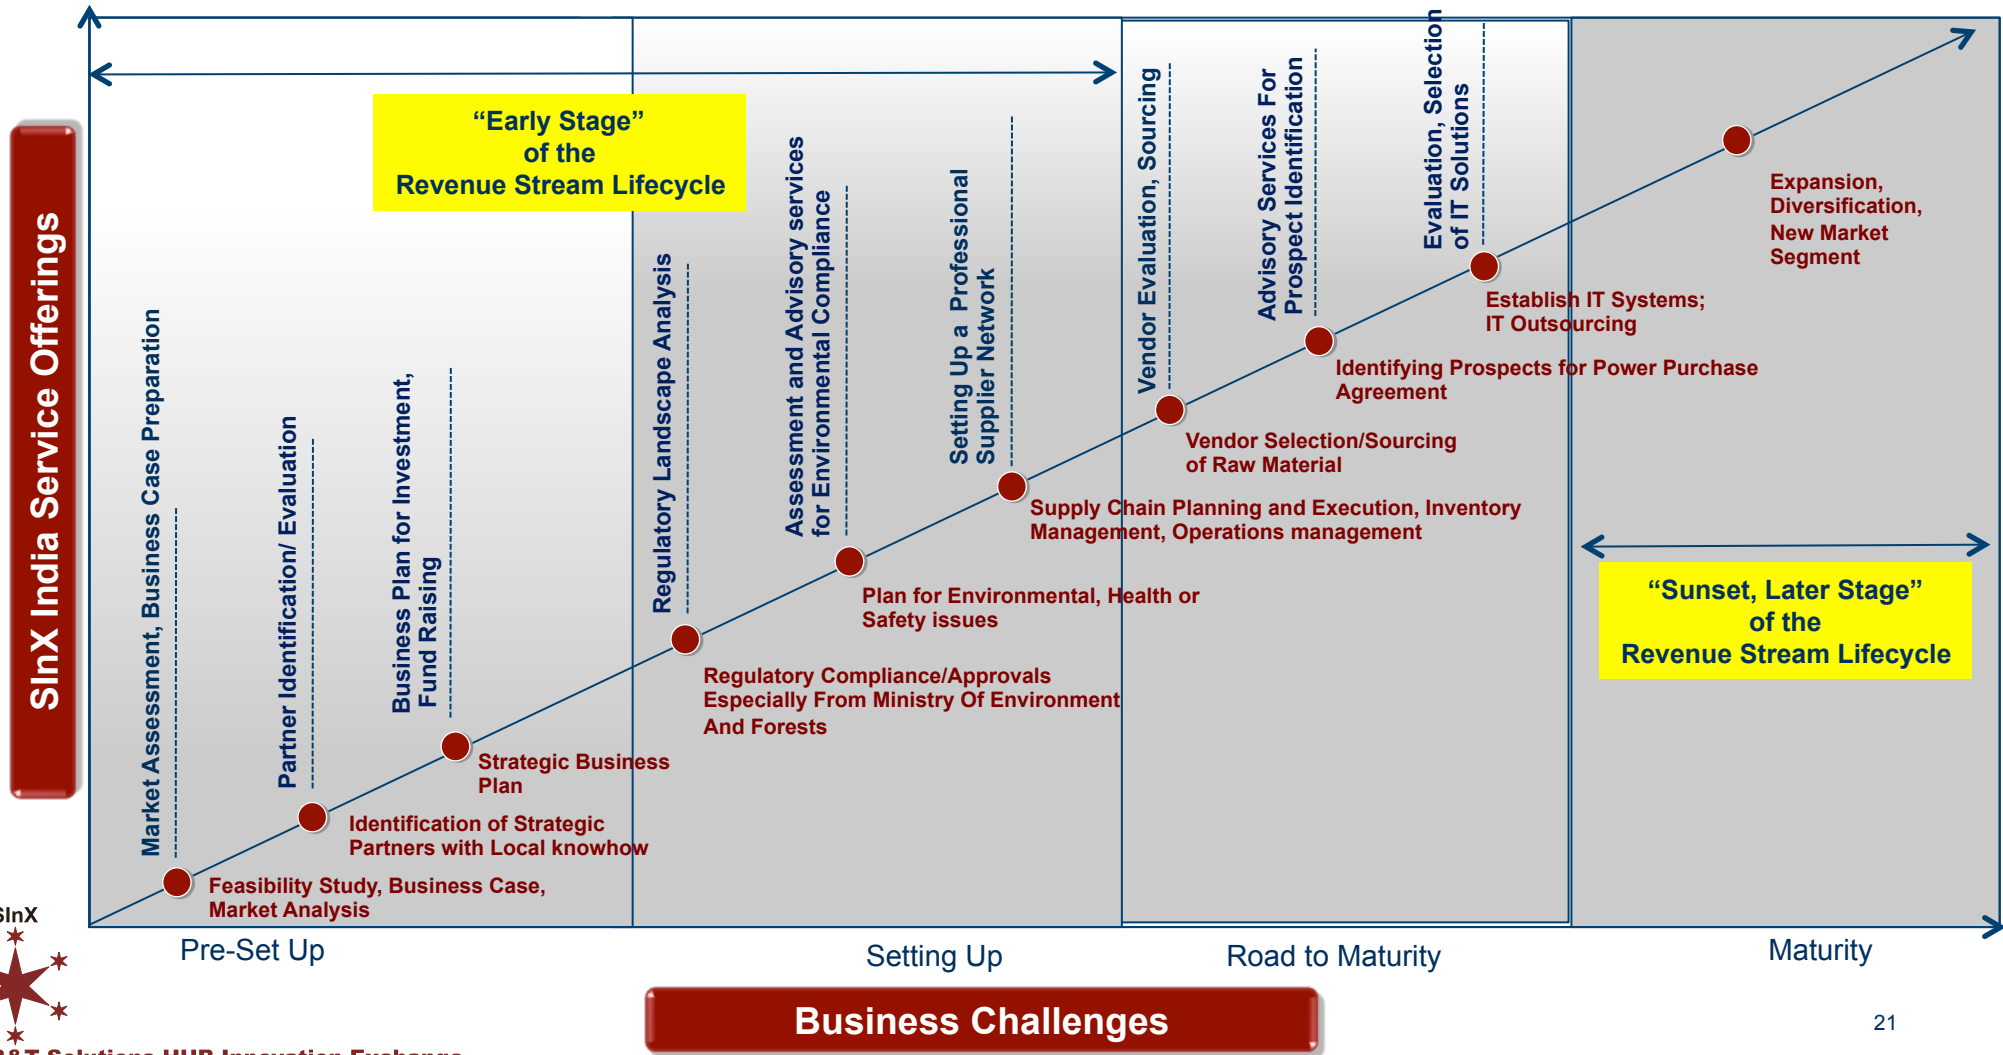 "Early Stage"
of the
Revenue Stream Lifecycle
SInX India Service Offerings
Market Assessment, Business Case Preparation
Partner Identification/ Evaluation
Business Plan for Investment,
Fund Raising
Regulatory Landscape Analysis
Assessment and Advisory services
for Environmental Compliance
Setting Up a Professional
Supplier Network
Vendor Evaluation, Sourcing
Advisory Services For
Prospect Identification
Evaluation, Selection
of IT Solutions
Expansion,
Diversification,
New Market
Segment
Establish IT Systems;
IT Outsourcing
Identifying Prospects for Power Purchase
Agreement
Vendor Selection/Sourcing
of Raw Material
Supply Chain Planning and Execution, Inventory
Management, Operations management
Plan for Environmental, Health or
Safety issues
Regulatory Compliance/Approvals
Especially From Ministry Of Environment
And Forests
Strategic Business
Plan
Identification of Strategic
Partners with Local knowhow
Feasibility Study, Business Case,
Market Analysis
"Sunset, Later Stage"
of the
Revenue Stream Lifecycle
Pre-Set Up
Setting Up
Road to Maturity
Maturity
Business Challenges
21
SInX
Solutions HUB Innovation Exchange